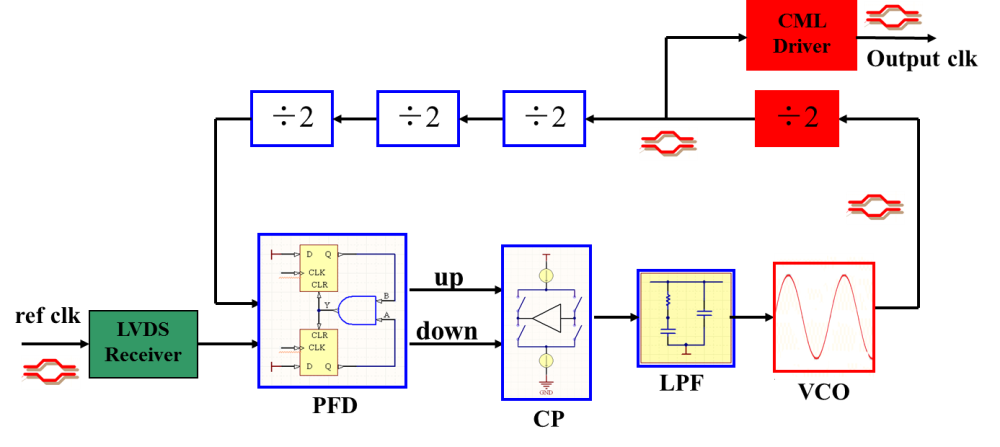 CML
Driver
Output clk
÷2
÷2
÷2
÷2
ref clk
LVDS
Receiver
D Q
CLK
CLR
Y
B
A
CLR
CLK
D Q
PFD
up
down
GND
CP
LPF
VCO